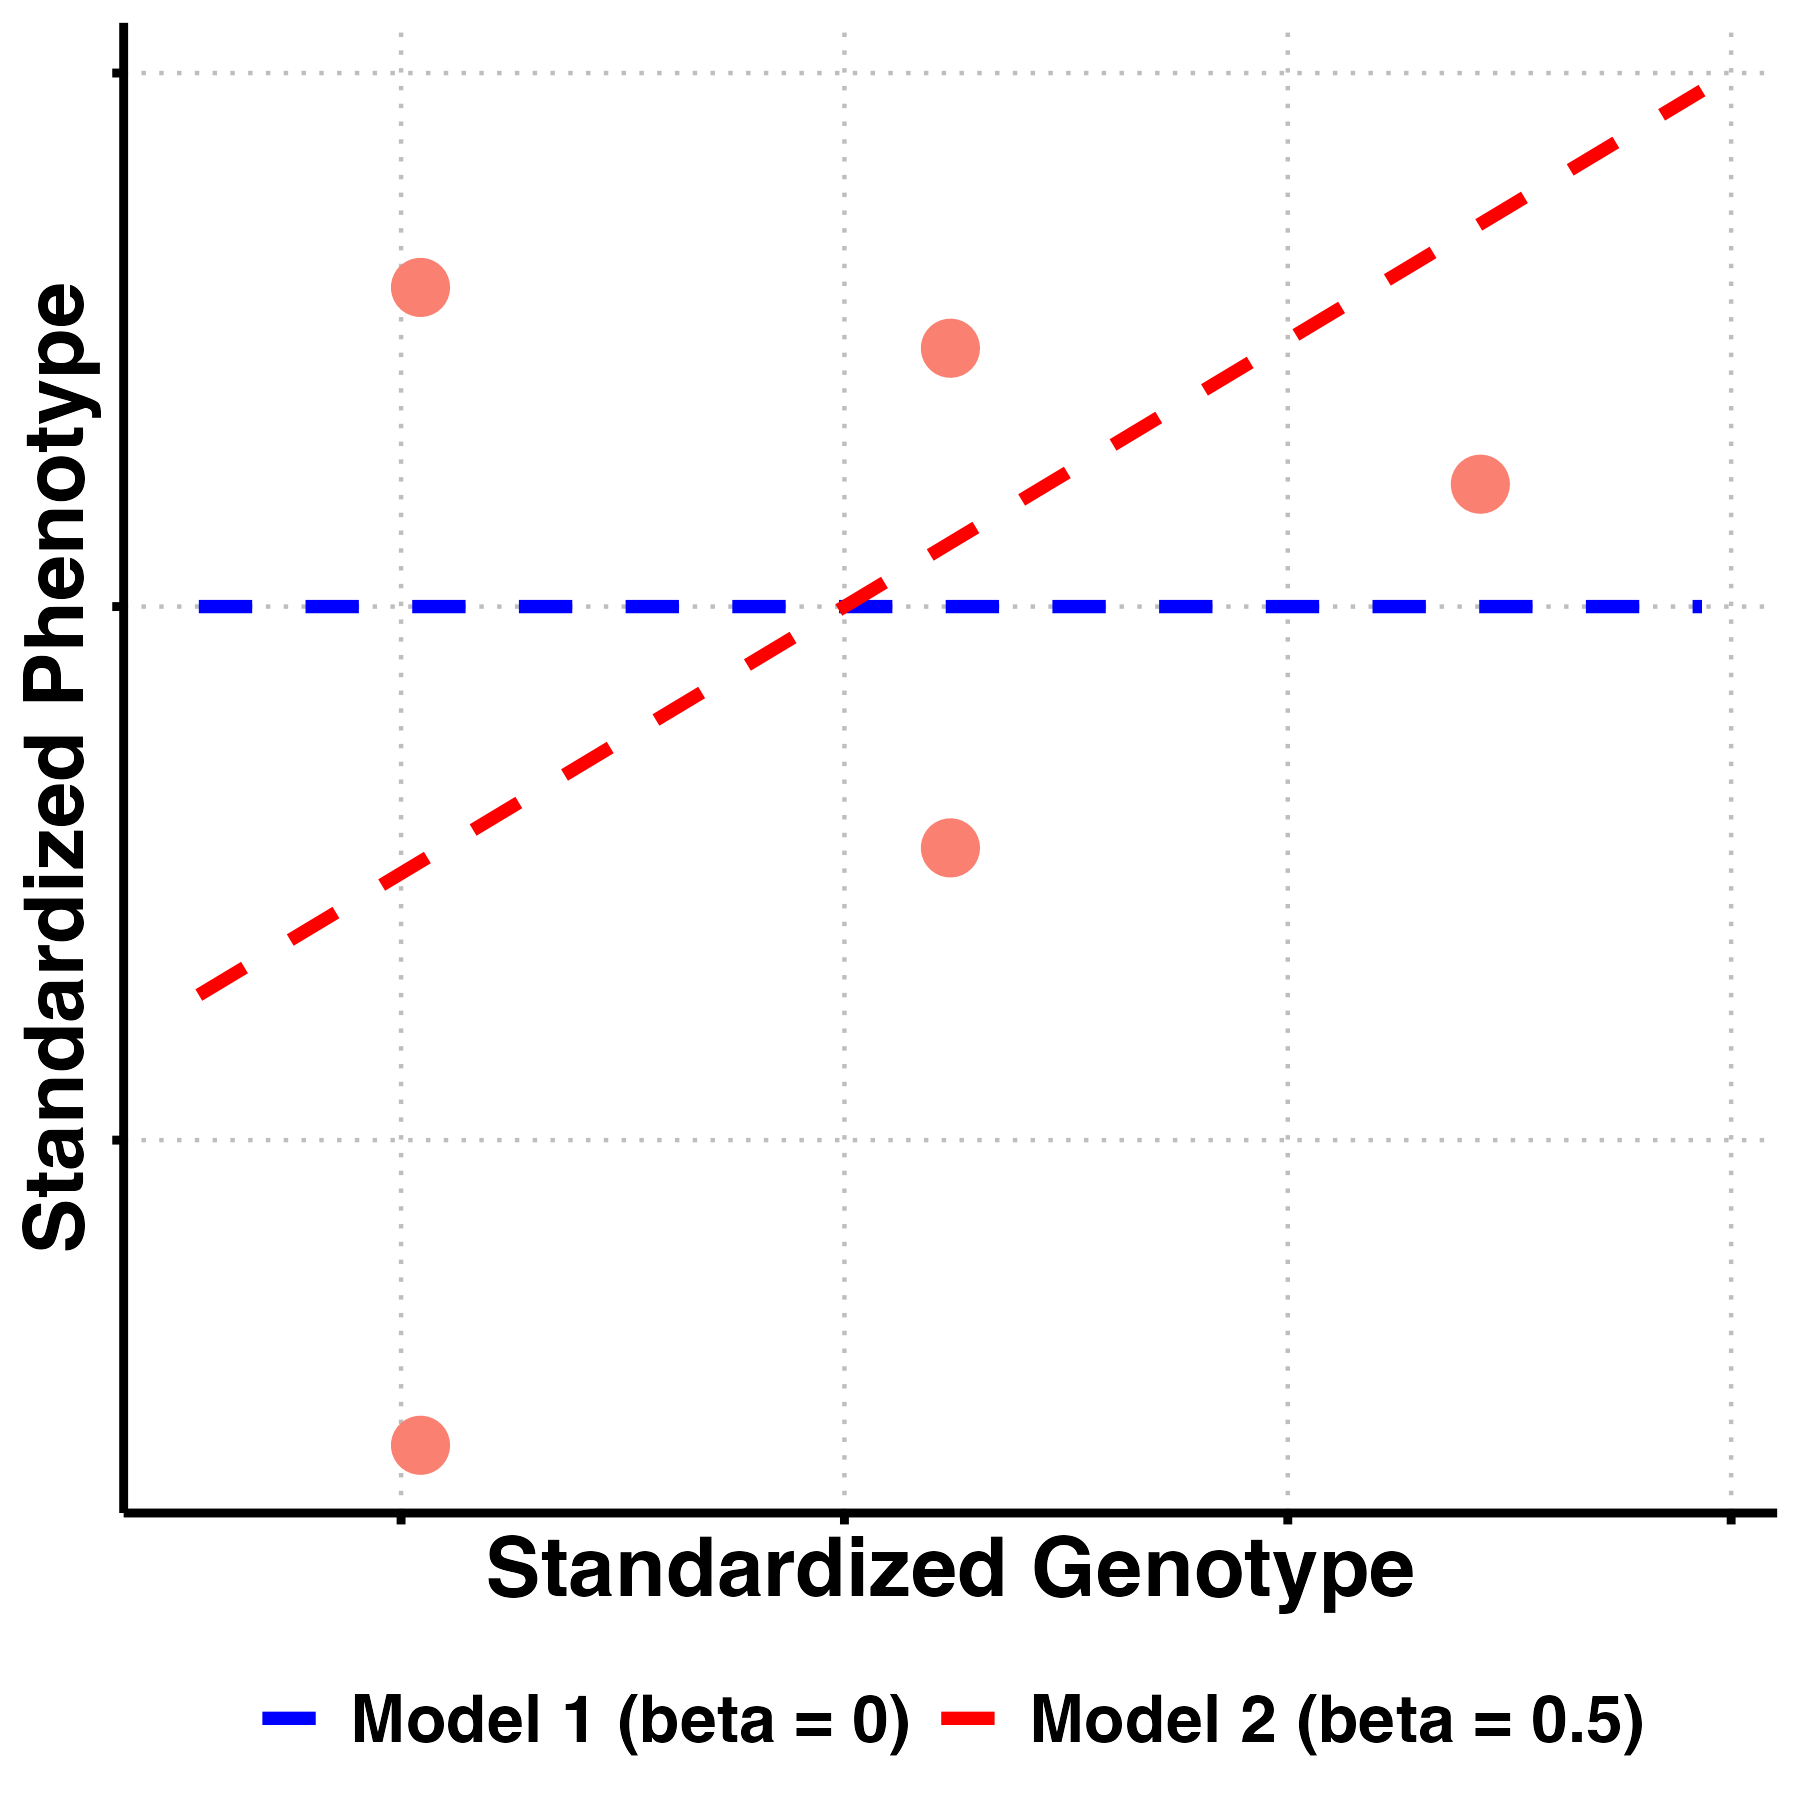 Standardized Phenotype
Standardized Genotype
Model 1 (beta = 0) Model 2 (beta = 0.5)